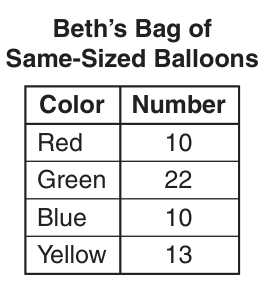 Beth's Bag of
Same-Sized Balloons
Color Number
Red 10
Green 22
Blue 10
Yellow 13